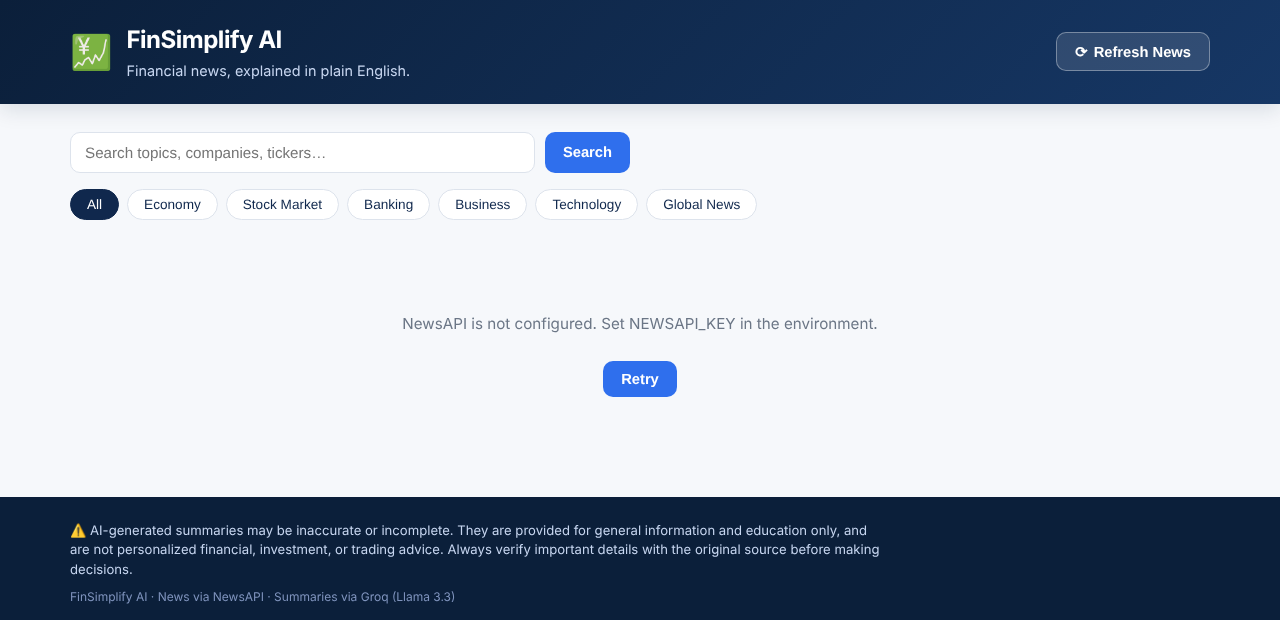 FinSimplify AI
Financial news, explained in plain English.
⟳ Refresh News
Search topics, companies, tickers…
Search
All
Economy
Stock Market
Banking
Business
Technology
Global News
NewsAPI is not configured. Set NEWSAPI_KEY in the environment.
Retry
⚠️ AI-generated summaries may be inaccurate or incomplete. They are provided for general information and education only, and
are not personalized financial, investment, or trading advice. Always verify important details with the original source before making
decisions.
FinSimplify AI · News via NewsAPI · Summaries via Groq (Llama 3.3)